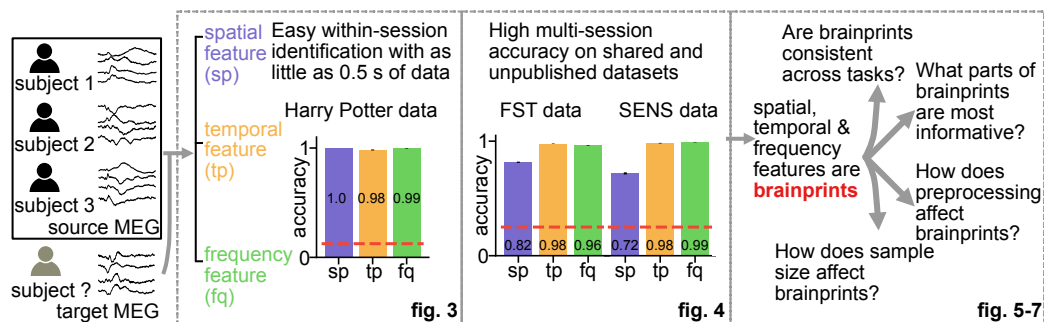 subject 1
subject 2
subject 3
source MEG
subject ?
target MEG
spatial
feature
(sp)
temporal
feature
(tp)
frequency
feature
(fq)
Easy within-session
identification with as
little as 0.5 s of data
Harry Potter data
accuracy
1
0
1.0
0.98
0.99
sp
tp
fq
fig. 3
High multi-session
accuracy on shared and
unpublished datasets
FST data
SENS data
accuracy
1
0
0.82
0.98
0.96
0.72
0.98
0.99
sp
tp
fq
sp
tp
fq
fig. 4
spatial,
temporal &
frequency
features are
brainprints
Are brainprints
consistent
across tasks?
What parts of
brainprints
are most
informative?
How does
preprocessing
affect
brainprints?
How does sample
size affect
brainprints?
fig. 5-7